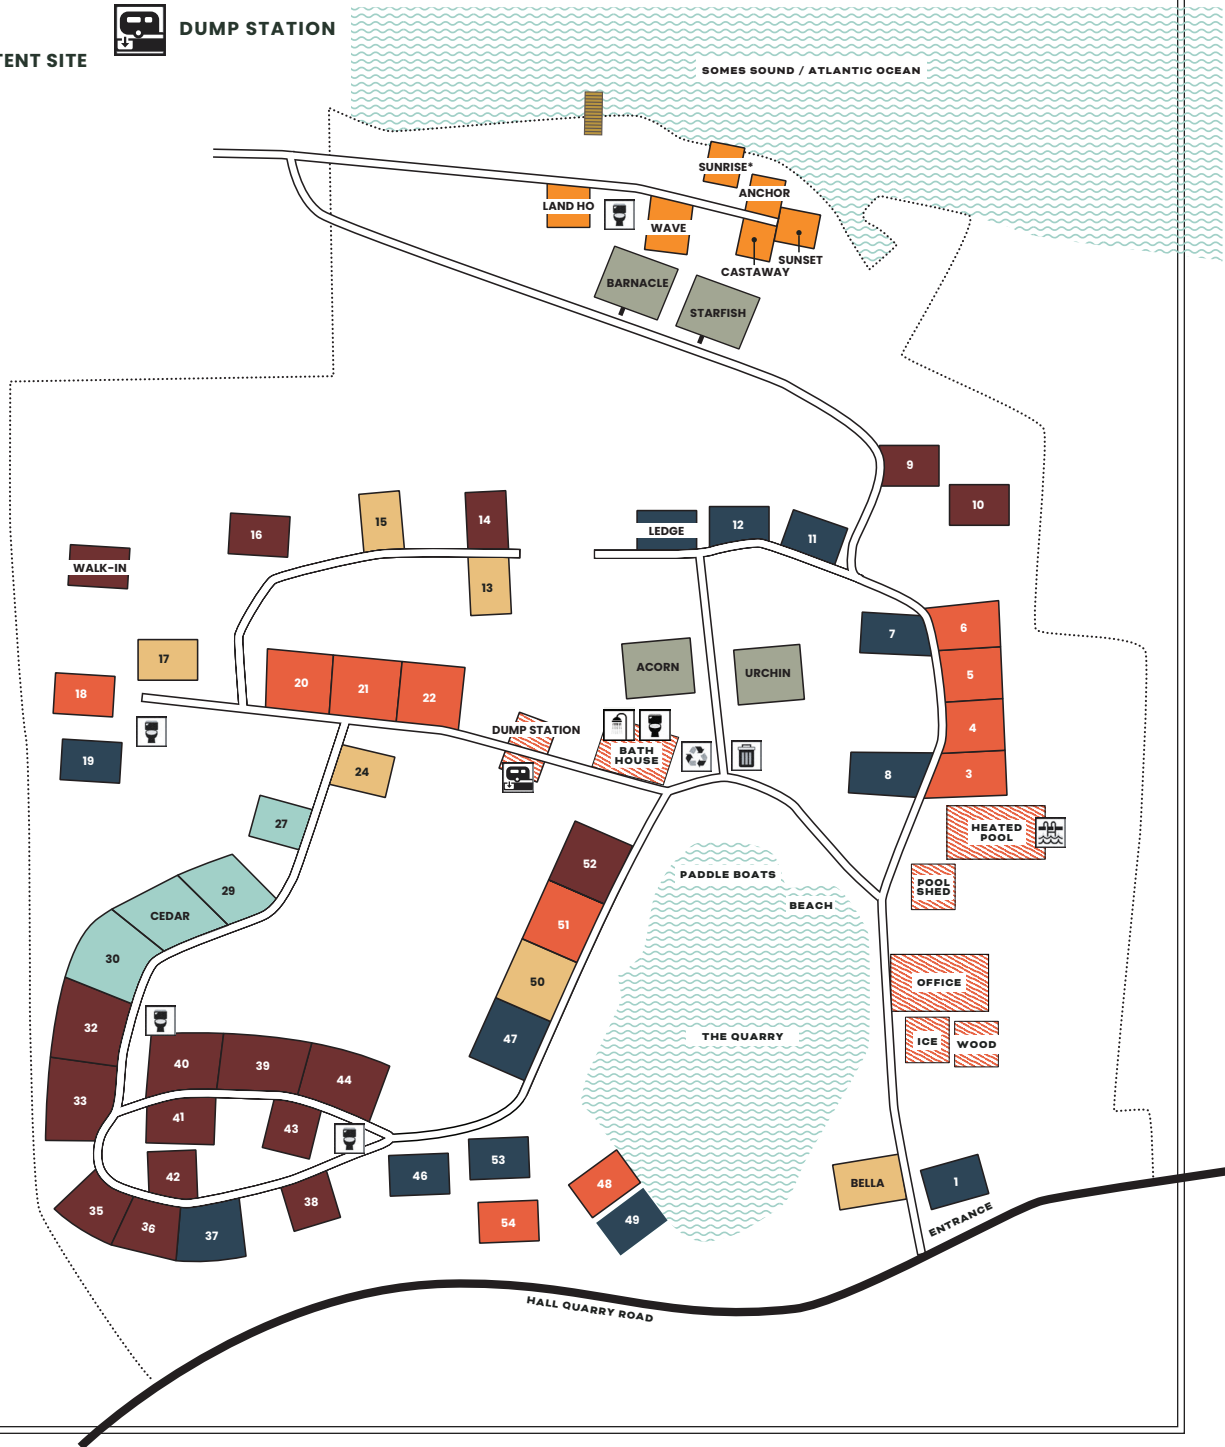 DUMP STATION
TENT SITE
SOMES SOUND / ATLANTIC OCEAN
SUNRISE*
ANCHOR
LAND HO
WAVE
SUNSET
CASTAWAY
BARNACLE
STARFISH
9
10
15
14
16
LEDGE
12
11
WALK-IN
13
7
6
17
ACORN
URCHIN
5
18
20
21
22
4
DUMP STATION
BATH
HOUSE
19
24
8
3
27
HEATED
POOL
52
PADDLE BOATS
POOL
SHED
29
BEACH
CEDAR
51
30
50
OFFICE
32
47
THE QUARRY
ICE
WOOD
40
39
44
33
41
43
53
42
46
48
BELLA
1
35
36
37
38
54
49
ENTRANCE
HALL QUARRY ROAD